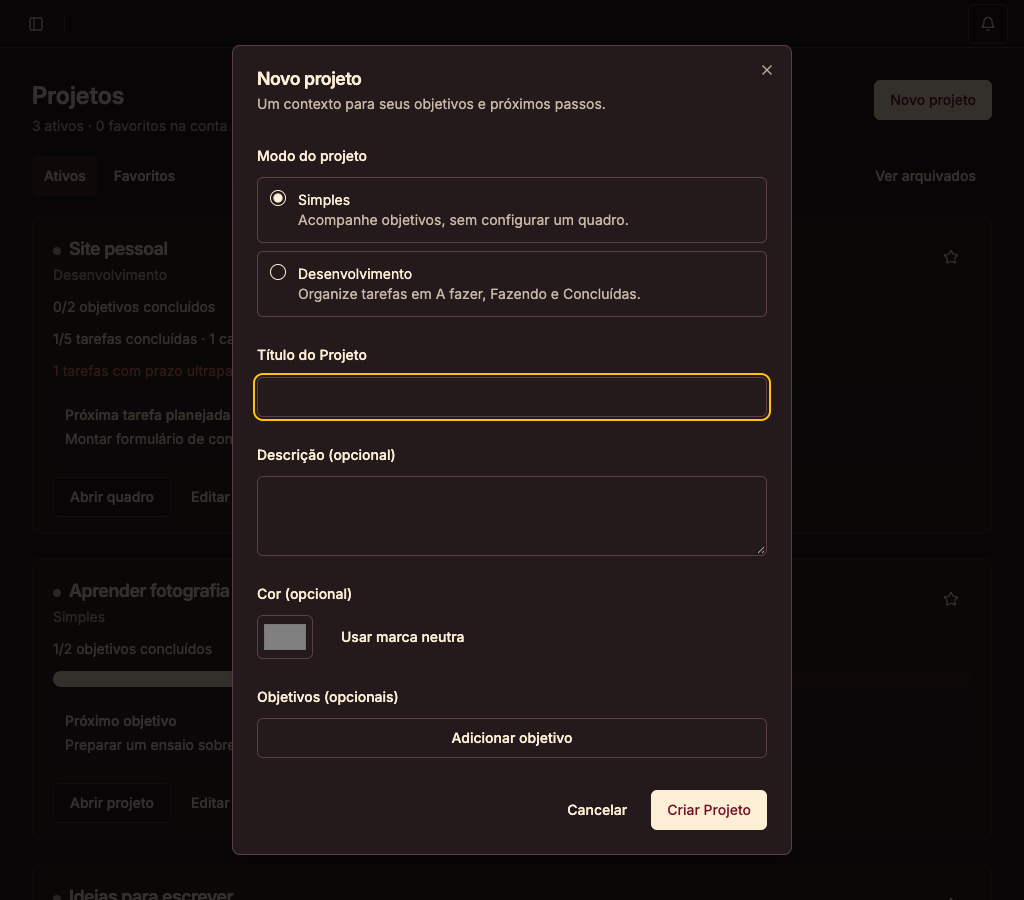 Projetos
3 ativos · 0 favoritos na conta
Novo projeto
Ativos
Favoritos
Ver arquivados
Site pessoal
Desenvolvimento
0/2 objetivos concluídos
1/5 tarefas concluídas · 1
1 tarefas com prazo
Próxima tarefa planejada
Montar formulário de
Abrir quadro
Editar
Aprender fotografia
Simples
1/2 objetivos concluídos
Próximo objetivo
Preparar um ensaio sobre
Abrir projeto
Editar
Ideias para escrever
Novo projeto
Um contexto para seus objetivos e próximos passos.
Modo do projeto
Simples
Acompanhe objetivos, sem configurar um quadro.
Desenvolvimento
Organize tarefas em A fazer, Fazendo e Concluídas.
Título do Projeto
Descrição (opcional)
Cor (opcional)
Usar marca neutra
Objetivos (opcionais)
Adicionar objetivo
Cancelar
Criar Projeto